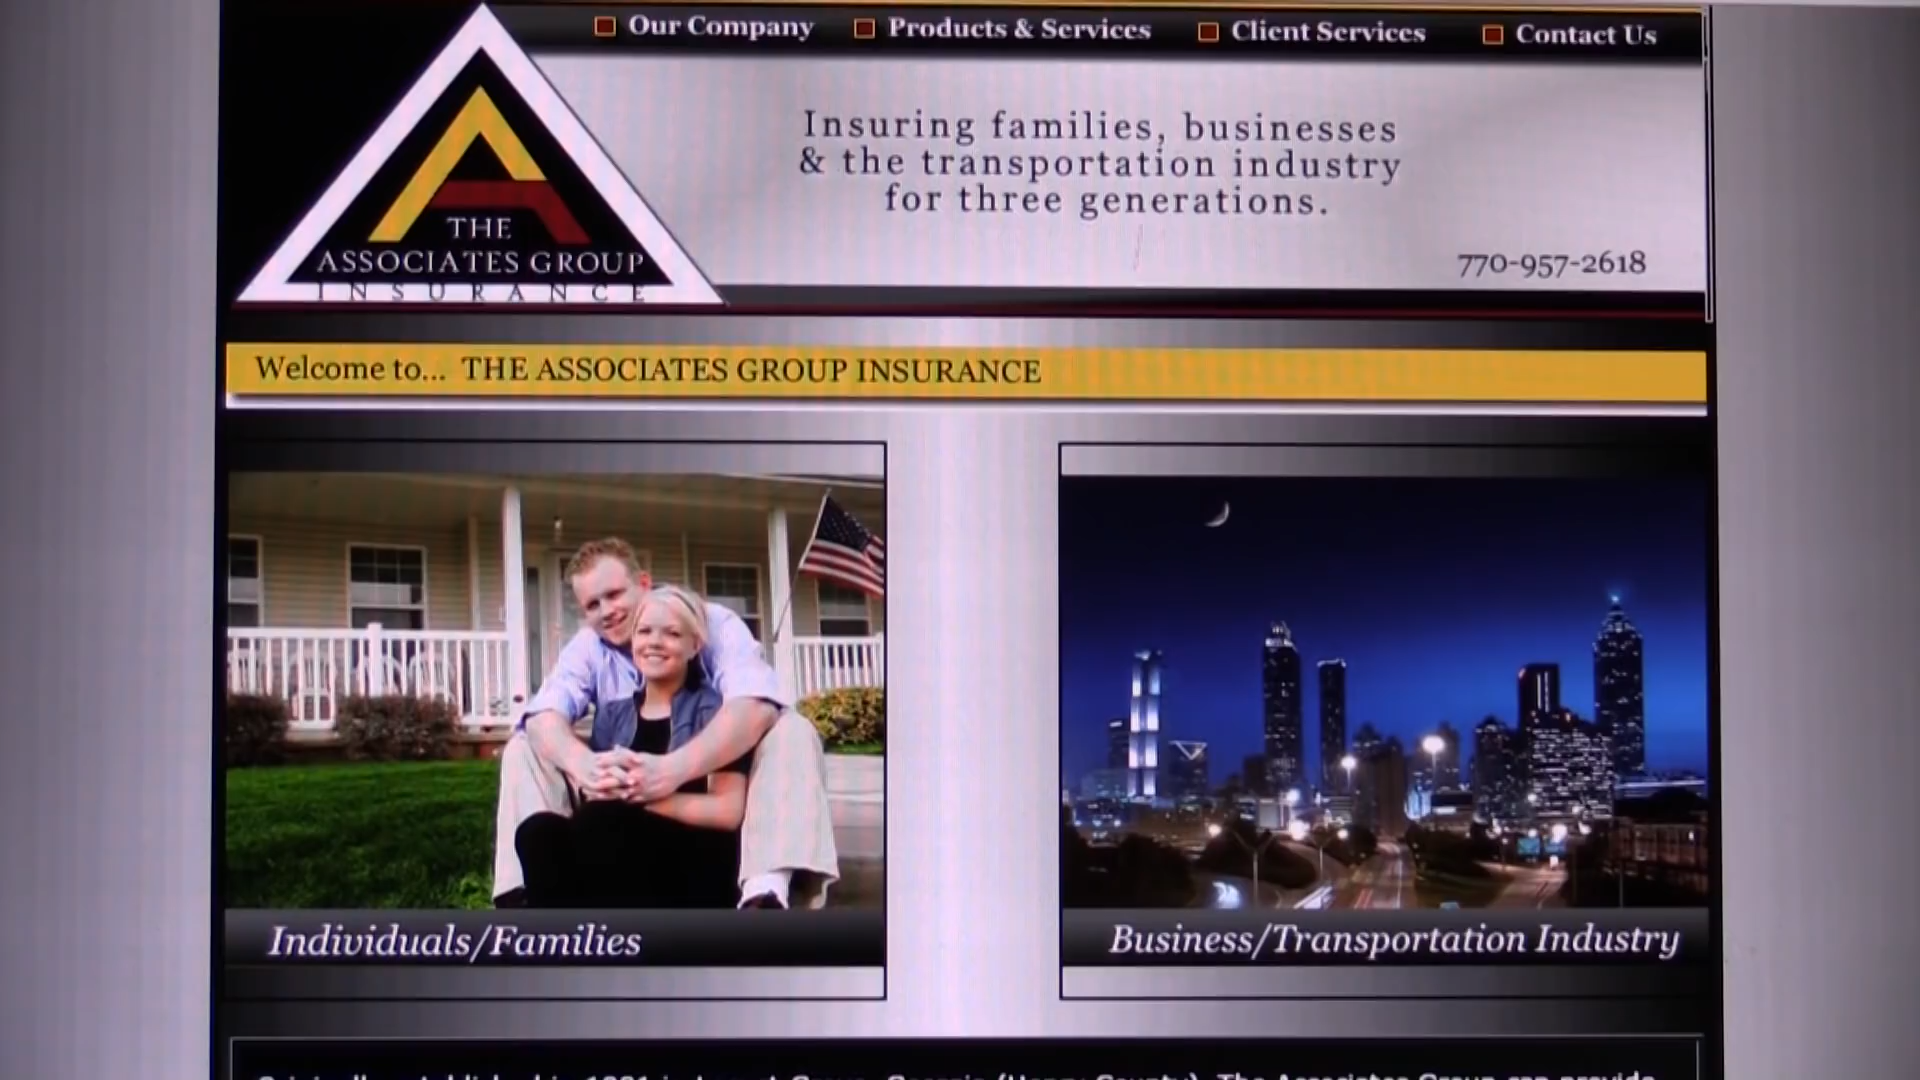 Our Company
Products & Services
Client Services
Contact Us
Insuring families, businesses
& the transportation industry
for three generations.
770-957-2618
THE
ASSOCIATES GROUP
INSURANCE
Welcome to... THE ASSOCIATES GROUP INSURANCE
Individuals/Families
Business/Transportation Industry